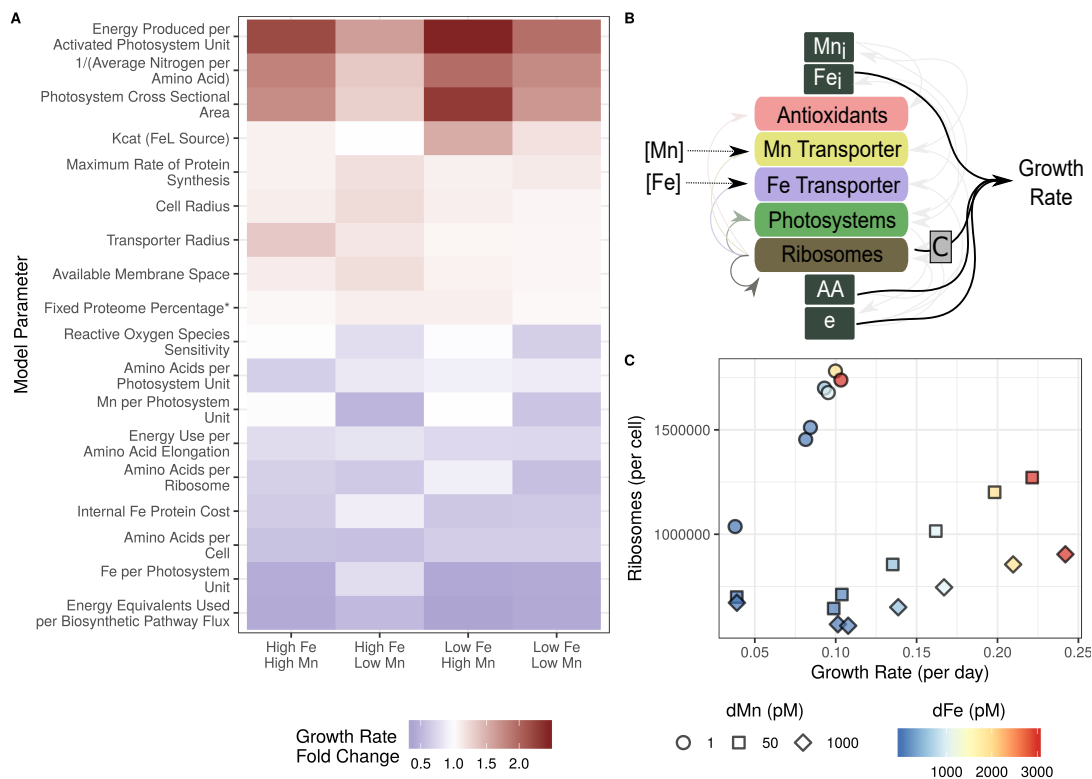 A
Model Parameter
Energy Produced per
Activated Photosystem Unit
1/(Average Nitrogen per
Amino Acid)
Photosystem Cross Sectional
Area
Kcat (FeL Source)
Maximum Rate of Protein
Synthesis
Cell Radius
Transporter Radius
Available Membrane Space
Fixed Proteome Percentage*
Reactive Oxygen Species
Sensitivity
Amino Acids per
Photosystem Unit
Mn per Photosystem
Unit
Energy Use per
Amino Acid Elongation
Amino Acids per
Ribosome
Internal Fe Protein Cost
Amino Acids per
Cell
Fe per Photosystem
Unit
Energy Equivalents Used
per Biosynthetic Pathway Flux
High Fe High Fe Low Fe Low Fe
High Mn Low Mn High Mn Low Mn
Growth Rate
Fold Change
0.5 1.0 1.5 2.0
B
Mni
Fei
Antioxidants
[Mn] Mn Transporter
[Fe] Fe Transporter
Photosystems
Ribosomes
C
AA
e
Growth
Rate
C
Ribosomes (per cell)
1500000
1000000
0.05 0.10 0.15 0.20 0.25
Growth Rate (per day)
dMn (pM)
1 50 1000
dFe (pM)
1000 2000 3000